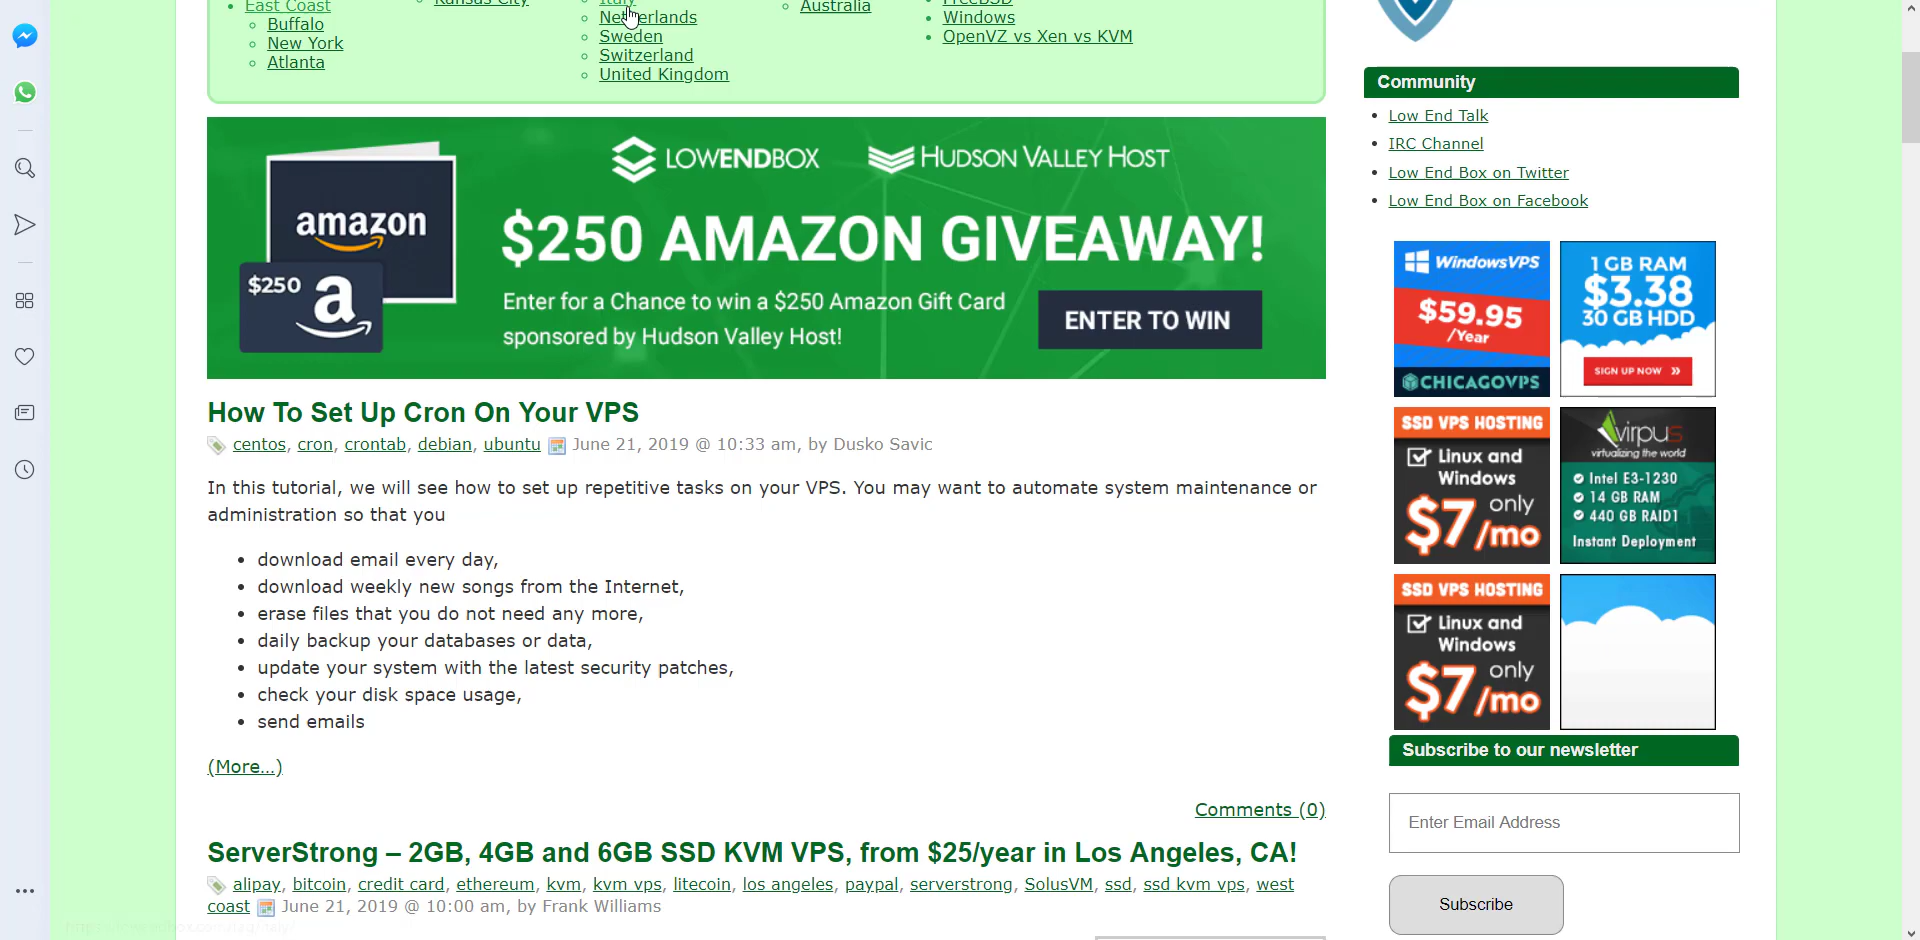 East Coast
Buffalo
New York
Atlanta
Kansas City
Italy
Netherlands
Sweden
Switzerland
United Kingdom
Australia
FreeBSD
Windows
OpenVZ vs Xen vs KVM
LOWENDBOX
HUDSON VALLEY HOST
amazon
$250
a
$250 AMAZON GIVEAWAY!
Enter for a Chance to win a $250 Amazon Gift Card
sponsored by Hudson Valley Host!
ENTER TO WIN
How To Set Up Cron On Your VPS
centos, cron, crontab, debian, ubuntu June 21, 2019 @ 10:33 am, by Dusko Savic
In this tutorial, we will see how to set up repetitive tasks on your VPS. You may want to automate system maintenance or
administration so that you
download email every day,
download weekly new songs from the Internet,
erase files that you do not need any more,
daily backup your databases or data,
update your system with the latest security patches,
check your disk space usage,
send emails
(More…)
Comments (0)
ServerStrong – 2GB, 4GB and 6GB SSD KVM VPS, from $25/year in Los Angeles, CA!
alipay, bitcoin, credit card, ethereum, kvm, kvm vps, litecoin, los angeles, paypal, serverstrong, SolusVM, ssd, ssd kvm vps, west
coast June 21, 2019 @ 10:00 am, by Frank Williams
Community
Low End Talk
IRC Channel
Low End Box on Twitter
Low End Box on Facebook
WindowsVPS
$59.95
/Year
CHICAGOVPS
1 GB RAM
$3.38
30 GB HDD
SIGN UP NOW
SSD VPS HOSTING
Linux and
Windows
only
$7/mo
virpus
virtualizing the world
Intel E3-1230
14 GB RAM
440 GB RAID1
Instant Deployment
SSD VPS HOSTING
Linux and
Windows
only
$7/mo
Subscribe to our newsletter
Enter Email Address
Subscribe